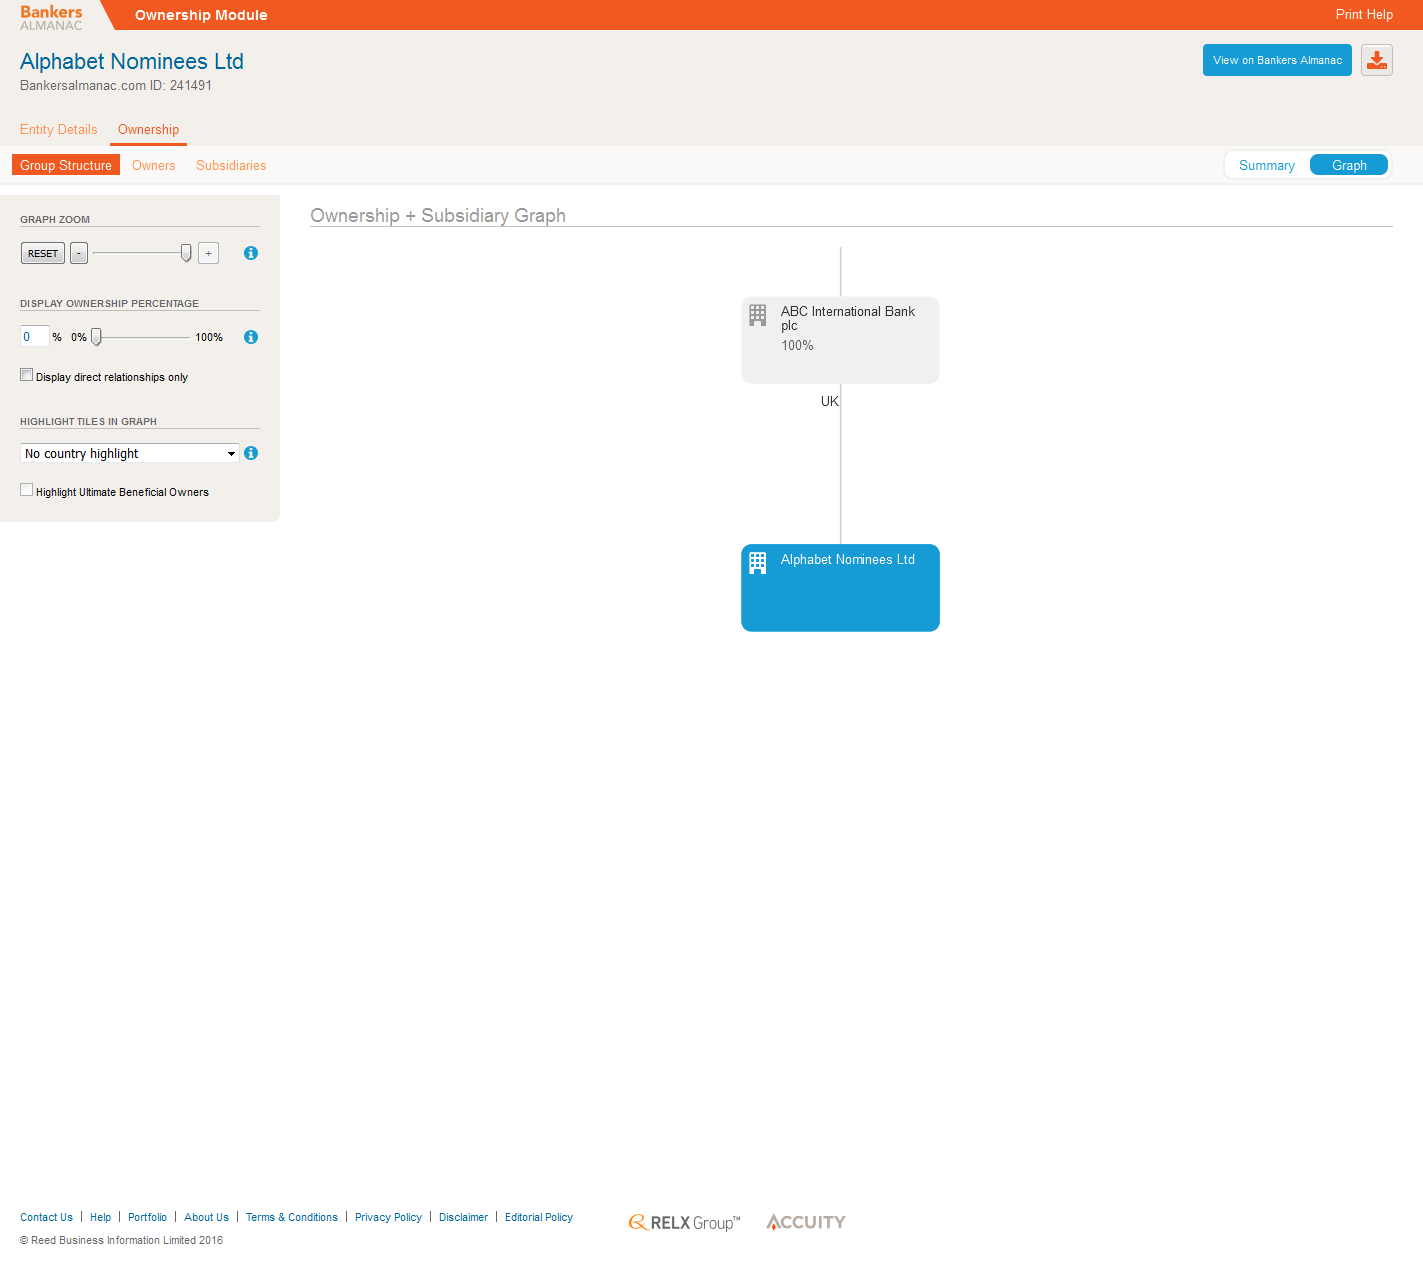 Bankers
ALMANAC
Ownership Module
Print Help
Alphabet Nominees Ltd
Bankersalmanac.com ID: 241491
View on Bankers Almanac
Entity Details
Ownership
Group Structure
Owners
Subsidiaries
Summary
Graph
GRAPH ZOOM
RESET
-
+
DISPLAY OWNERSHIP PERCENTAGE
0 % 0% 100%
Display direct relationships only
HIGHLIGHT TILES IN GRAPH
No country highlight
Highlight Ultimate Beneficial Owners
Ownership + Subsidiary Graph
ABC International Bank
plc
100%
UK
Alphabet Nominees Ltd
Contact Us | Help | Portfolio | About Us | Terms & Conditions | Privacy Policy | Disclaimer | Editorial Policy
© Reed Business Information Limited 2016
RELX Group™
ACCUITY